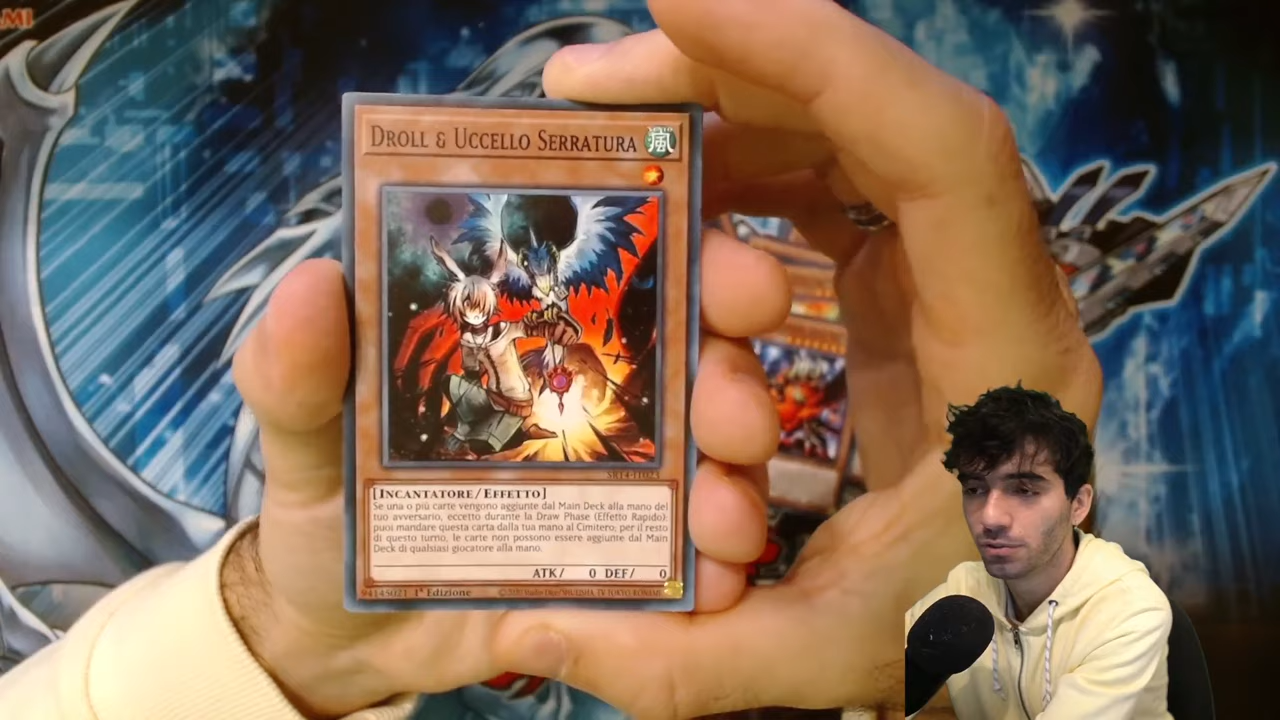 DROLL & UCCELLO SERRATURA
風
SR14-IT023
[INCANTATORE/EFFETTO]
Se una o più carte vengono aggiunte dal Main Deck alla mano del
tuo avversario, eccetto durante la Draw Phase (Effetto Rapido):
puoi mandare questa carta dalla tua mano al Cimitero; per il resto
di questo turno, le carte non possono essere aggiunte dal Main
Deck di qualsiasi giocatore alla mano.
ATK/ 0 DEF/ 0
94145021 1ª Edizione